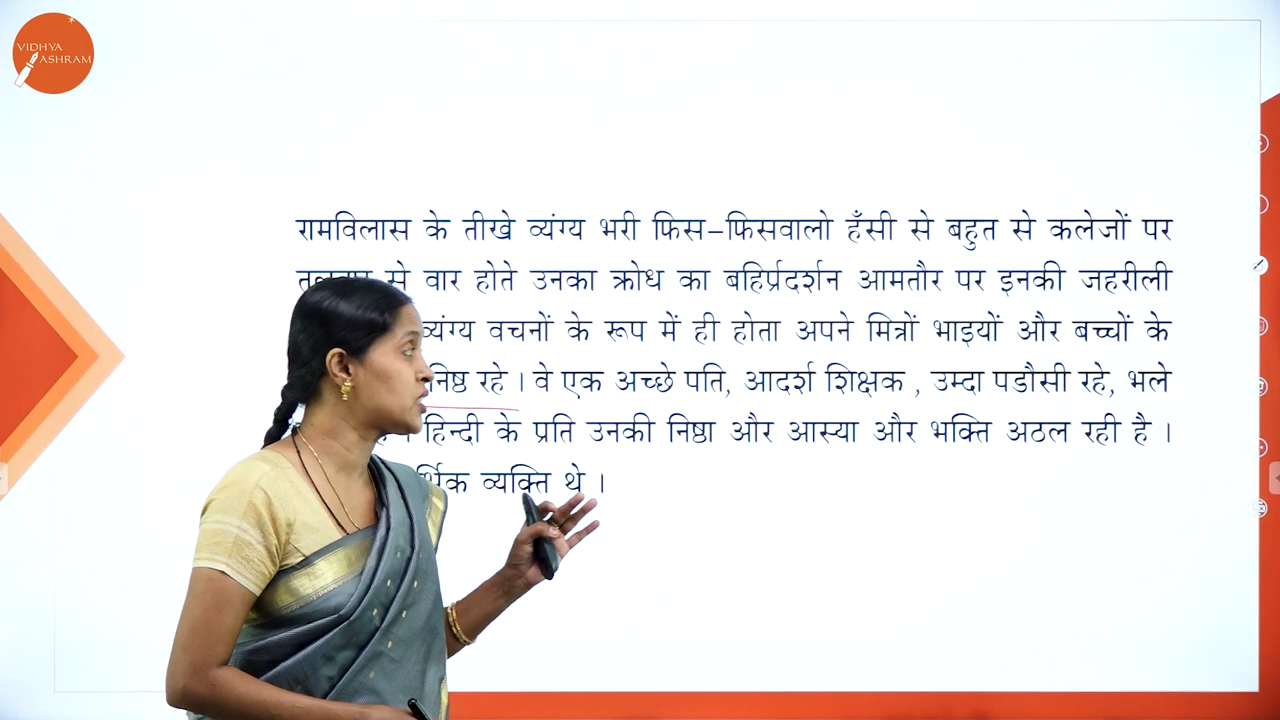 VIDHYA
ASHRAM
रामविलास के तीखे व्यंग्य भरी फिस-फिसवालो हँसी से बहुत से कलेजों पर
से वार होते उनका क्रोध का बहिर्प्रदर्शन आमतौर पर इनकी जहरीली
व्यंग्य वचनों के रूप में ही होता अपने मित्रों भाइयों और बच्चों के
रहे । वे एक अच्छे पति, आदर्श शिक्षक , उम्दा पडौसी रहे, भले
हिन्दी के प्रति उनकी निष्ठा और आस्या और भक्ति अठल रही है ।
व्यक्ति थे ।